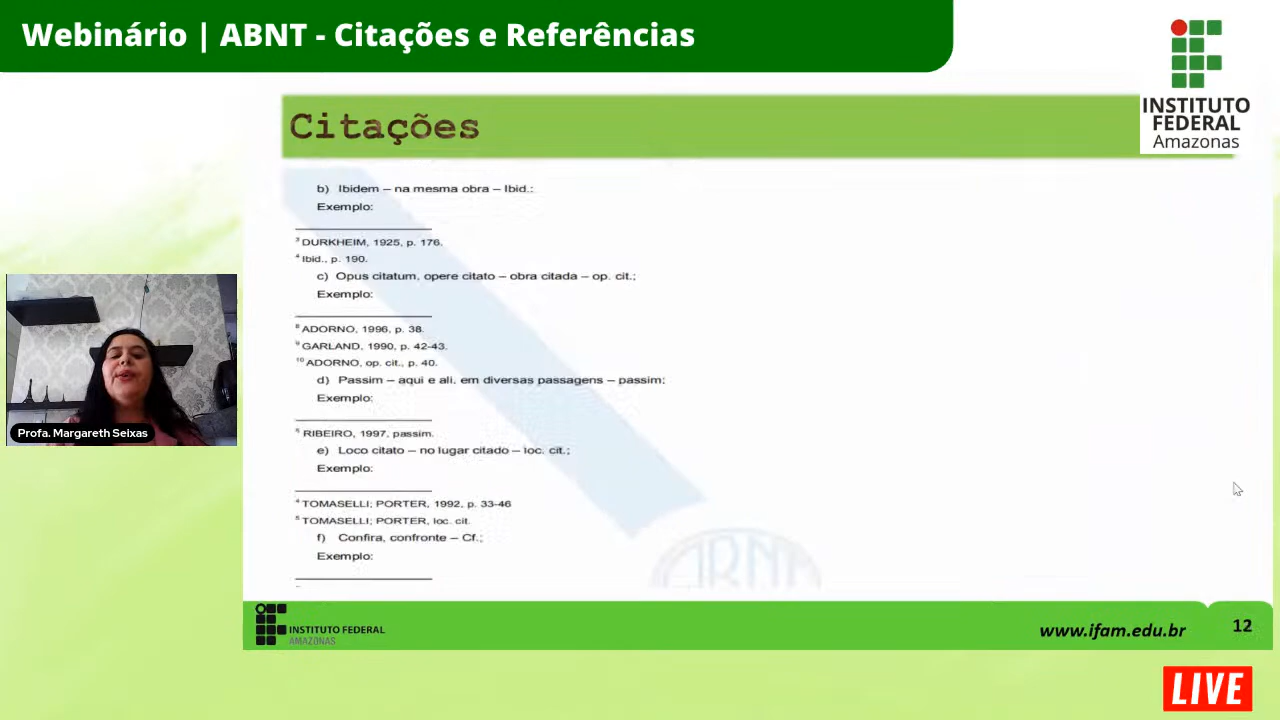 Webinário | ABNT - Citações e Referências
INSTITUTO
FEDERAL
Amazonas
Citações
b) Ibidem – na mesma obra – Ibid.:
Exemplo:
³ DURKHEIM, 1925, p. 176.
⁴ Ibid., p. 190.
c) Opus citatum, opere citato – obra citada – op. cit.;
Exemplo:
⁸ ADORNO, 1996, p. 38.
⁹ GARLAND, 1990, p. 42-43.
¹⁰ ADORNO, op. cit., p. 40.
d) Passim – aqui e ali, em diversas passagens – passim;
Exemplo:
⁵ RIBEIRO, 1997, passim.
e) Loco citato – no lugar citado – loc. cit.;
Exemplo:
⁴ TOMASELLI; PORTER, 1992, p. 33-46
⁵ TOMASELLI; PORTER, loc. cit.
f) Confira, confronte – Cf.;
Exemplo:
ABNT
Profa. Margareth Seixas
INSTITUTO FEDERAL
AMAZONAS
www.ifam.edu.br
12
LIVE